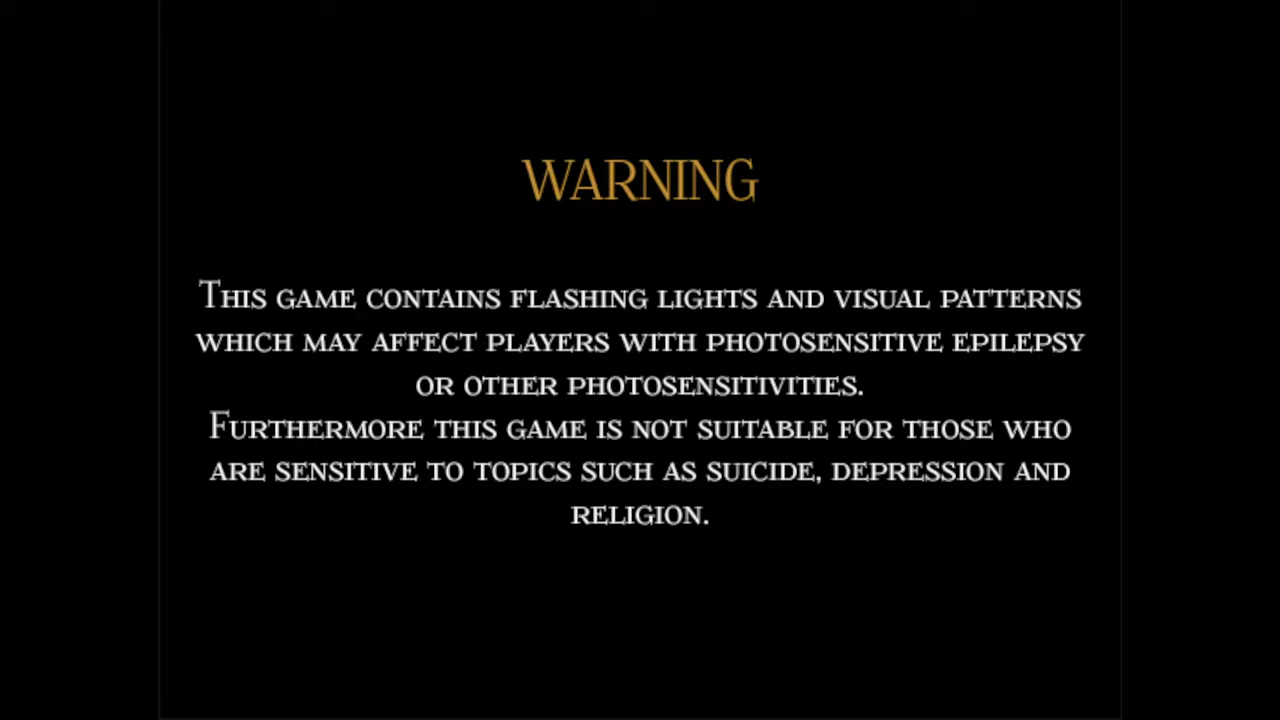 WARNING
This game contains flashing lights and visual patterns
which may affect players with photosensitive epilepsy
or other photosensitivities.
Furthermore this game is not suitable for those who
are sensitive to topics such as suicide, depression and
religion.